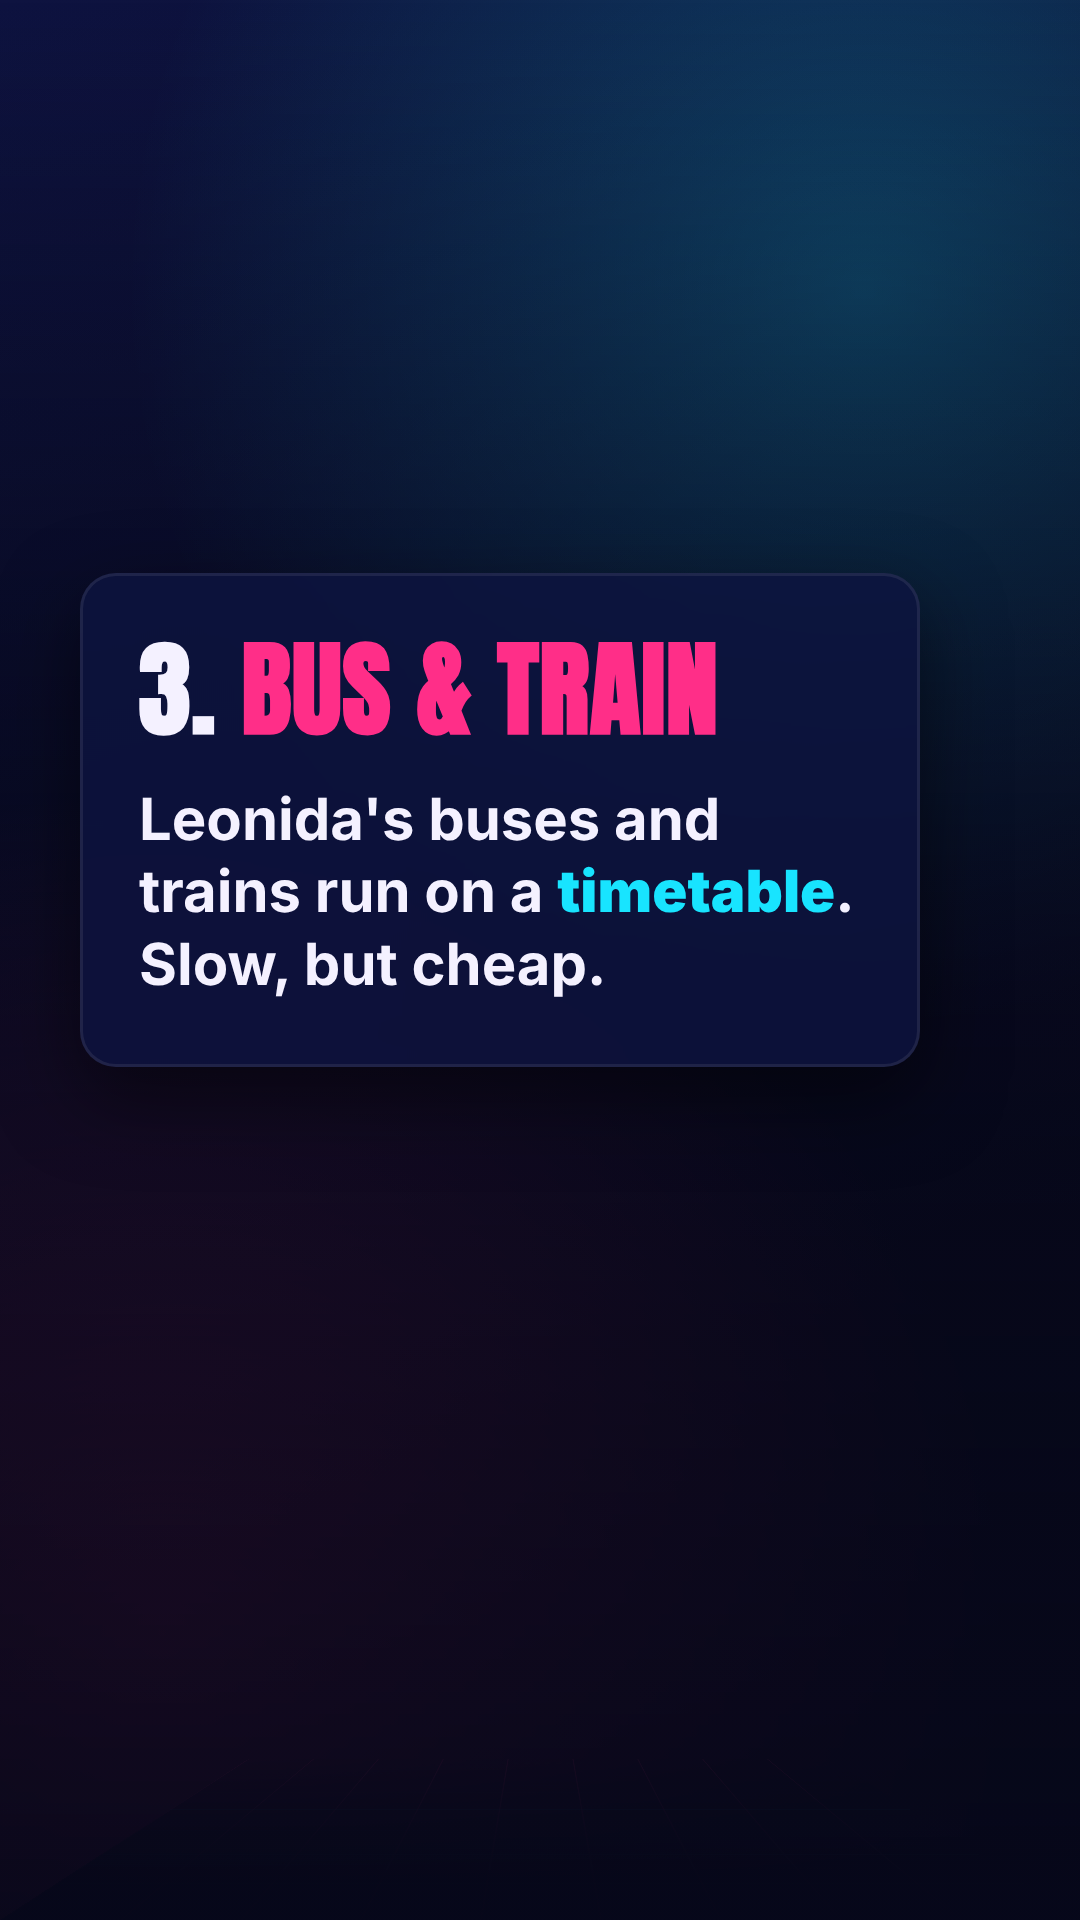 3. BUS & TRAIN
Leonida's buses and
trains run on a timetable.
Slow, but cheap.